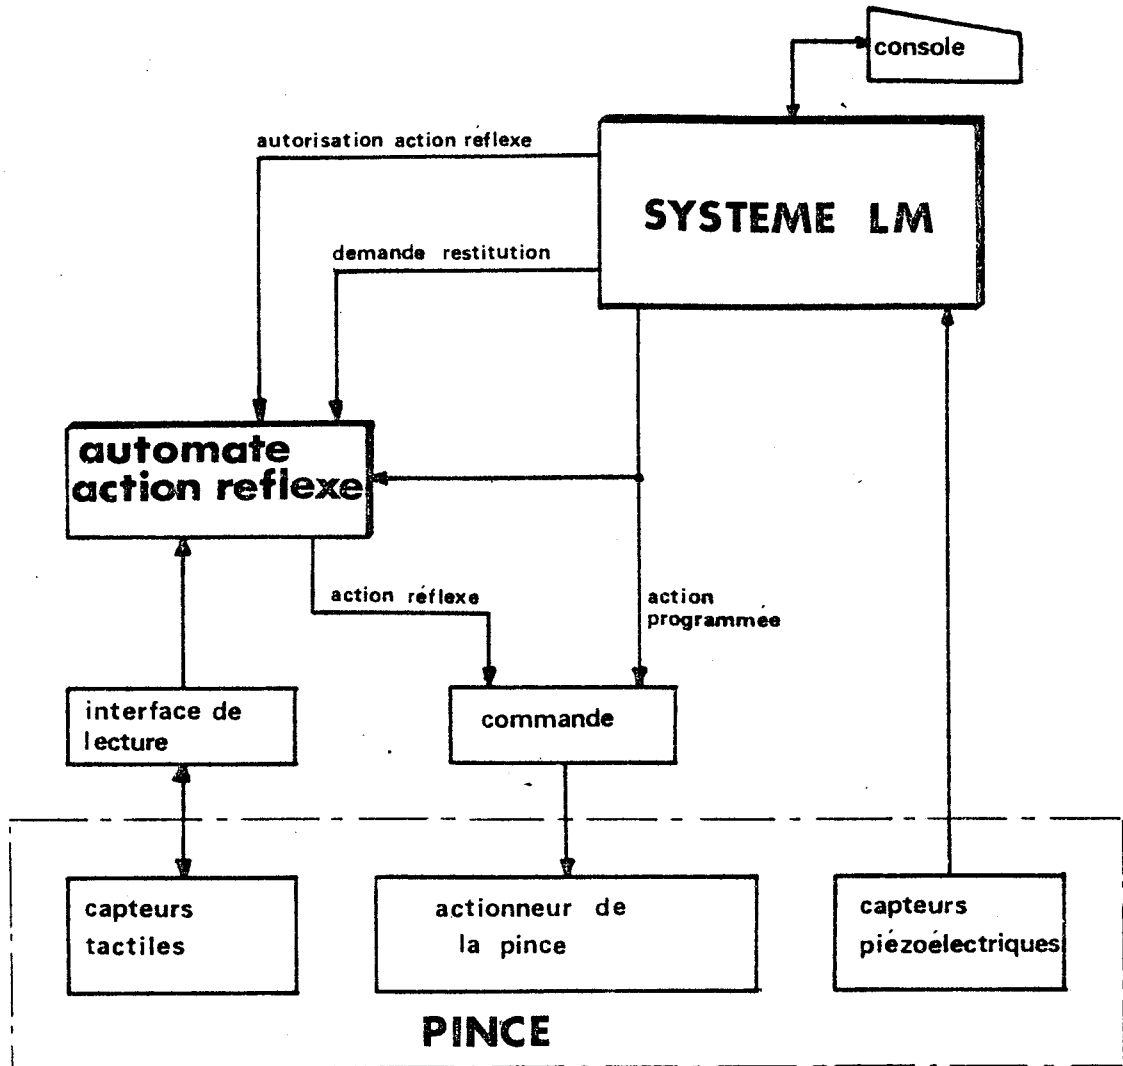 console
autorisation action réflexe
SYSTEME LM
demande restitution
automate
action reflexe
action réflexe
action
programmée
interface de
lecture
commande
capteurs
tactiles
actionneur de
la pince
capteurs
piézoélectriques
PINCE